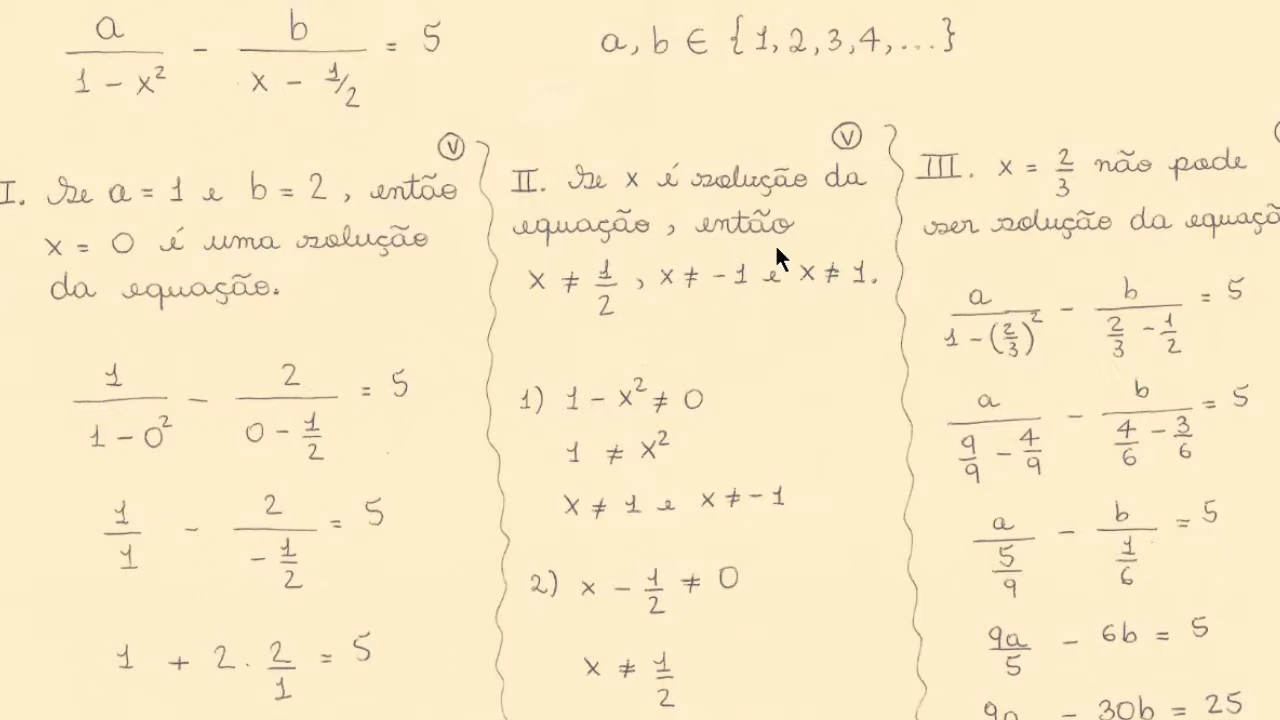 a/(1 - x²) - b/(x - 1/2) = 5
a, b ∈ {1, 2, 3, 4, ...}
V
I. Se a = 1 e b = 2, então
x = 0 é uma solução
da equação.
1/(1 - 0²) - 2/(0 - 1/2) = 5
1/1 - 2/(-1/2) = 5
1 + 2 . 2/1 = 5
V
II. Se x é solução da
equação, então
x ≠ 1/2, x ≠ -1 e x ≠ 1.
1) 1 - x² ≠ 0
1 ≠ x²
x ≠ 1 e x ≠ -1
2) x - 1/2 ≠ 0
x ≠ 1/2
III. x = 2/3 não pode
ser solução da equaçã
a/(1 - (2/3)²) - b/(2/3 - 1/2) = 5
a/(9/9 - 4/9) - b/(4/6 - 3/6) = 5
a/(5/9) - b/(1/6) = 5
9a/5 - 6b = 5
9a - 30b = 25